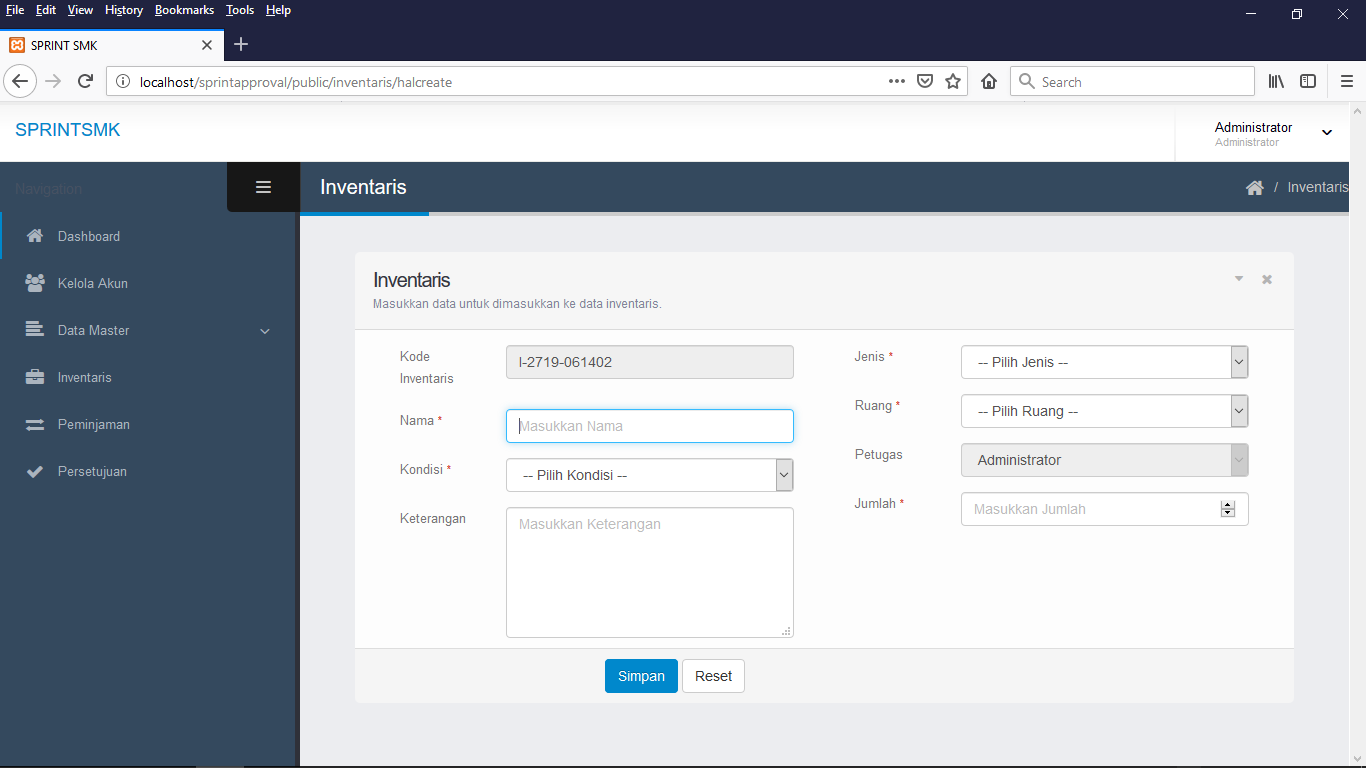 File Edit View History Bookmarks Tools Help
SPRINT SMK
localhost/sprintapproval/public/inventaris/halcreate
Search
SPRINTSMK
Administrator
Administrator
Navigation
Inventaris
/ Inventaris
Dashboard
Kelola Akun
Data Master
Inventaris
Peminjaman
Persetujuan
Inventaris
Masukkan data untuk dimasukkan ke data inventaris.
Kode
Inventaris
I-2719-061402
Nama *
Masukkan Nama
Kondisi *
-- Pilih Kondisi --
Keterangan
Masukkan Keterangan
Jenis *
-- Pilih Jenis --
Ruang *
-- Pilih Ruang --
Petugas
Administrator
Jumlah *
Masukkan Jumlah
Simpan
Reset